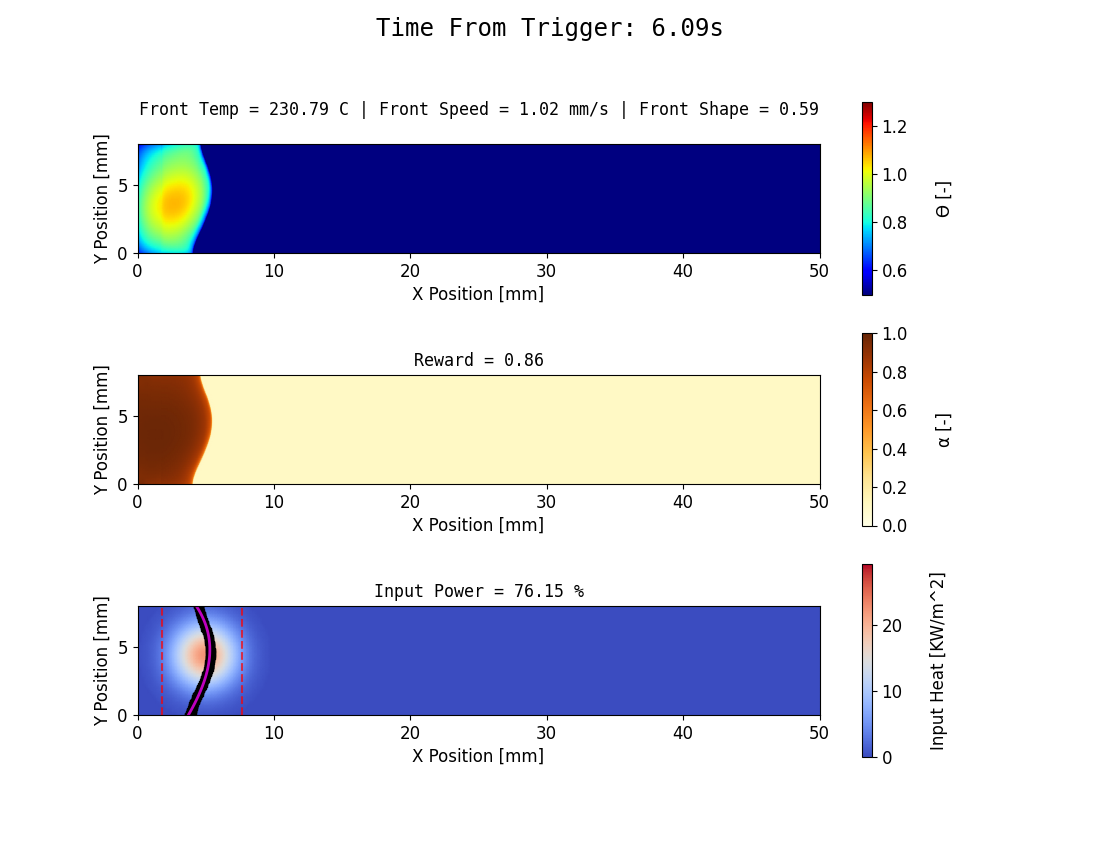 Time From Trigger: 6.09s
Front Temp = 230.79 C | Front Speed = 1.02 mm/s | Front Shape = 0.59
Y Position [mm]
5
0
0 10 20 30 40 50
X Position [mm]
1.2
1.0
0.8
0.6
Θ [-]
Reward = 0.86
Y Position [mm]
5
0
0 10 20 30 40 50
X Position [mm]
1.0
0.8
0.6
0.4
0.2
0.0
α [-]
Input Power = 76.15 %
Y Position [mm]
5
0
0 10 20 30 40 50
X Position [mm]
20
10
0
Input Heat [KW/m^2]